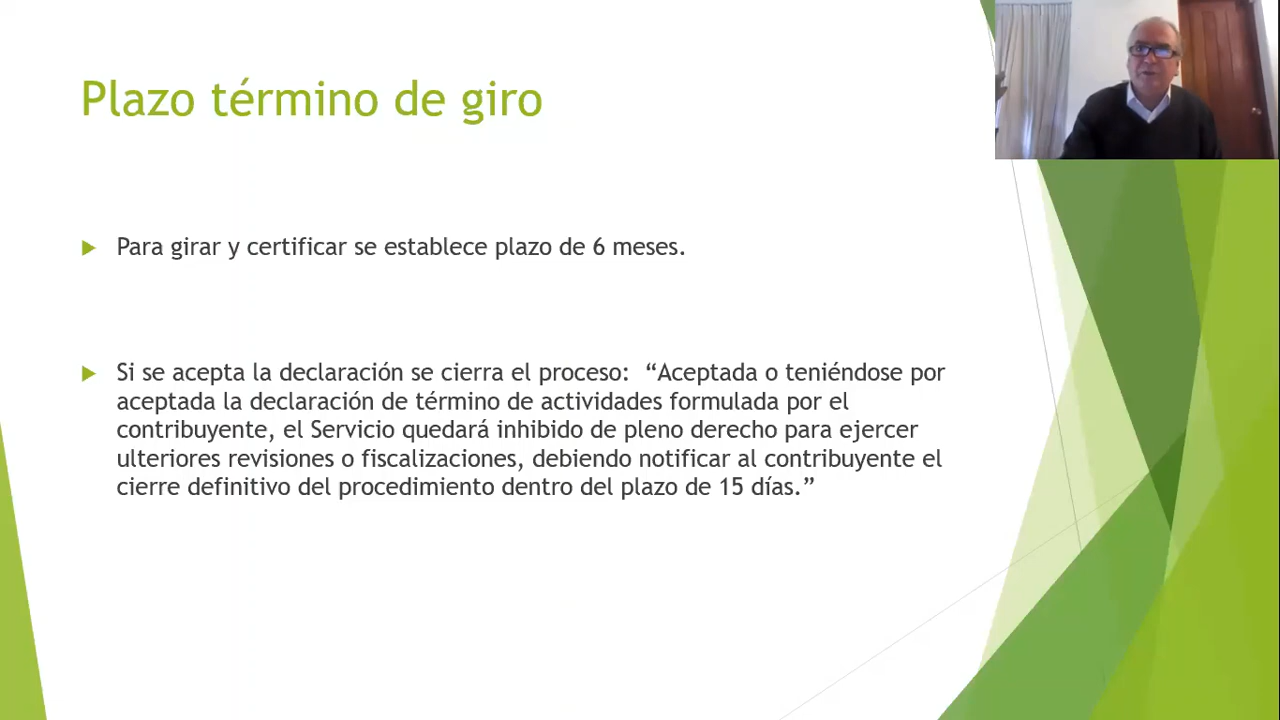 Plazo término de giro
Para girar y certificar se establece plazo de 6 meses.
Si se acepta la declaración se cierra el proceso:  “Aceptada o teniéndose por
aceptada la declaración de término de actividades formulada por el
contribuyente, el Servicio quedará inhibido de pleno derecho para ejercer
ulteriores revisiones o fiscalizaciones, debiendo notificar al contribuyente el
cierre definitivo del procedimiento dentro del plazo de 15 días.”